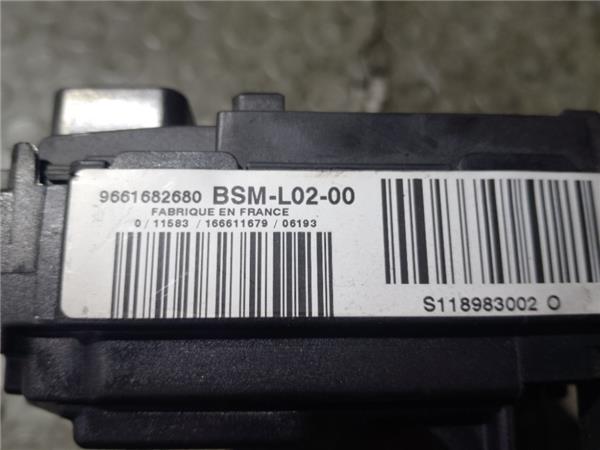 9661682680 BSM-L02-00
FABRIQUE EN FRANCE
0/11583 / 166611679 / 06193
S118983002 O